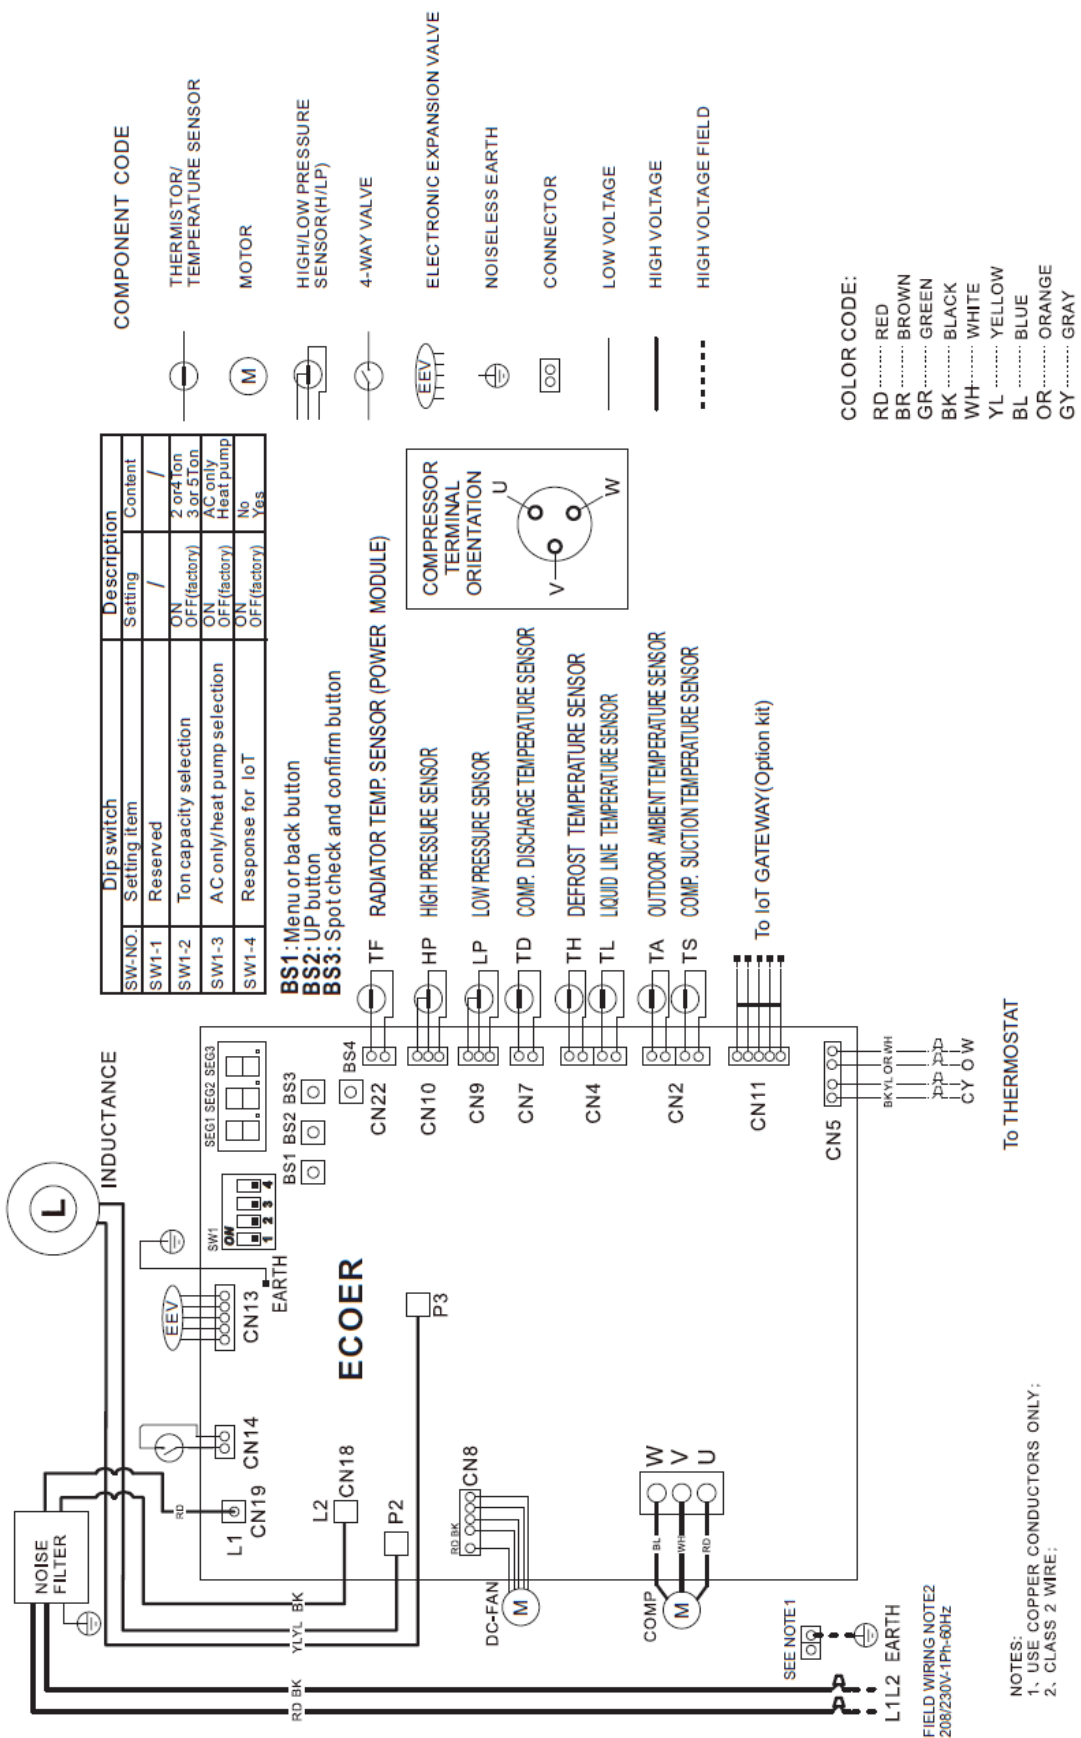 INDUCTANCE
L
NOISE
FILTER
RD
YLYL BK
RD BK
L1
CN19
CN14
EEV
CN13
EARTH
SW1
ON
1 2 3 4
SEG1 SEG2 SEG3
BS1 BS2 BS3
BS4
ECOER
L2
CN18
P2
P3
CN8
RD BK
DC-FAN
M
COMP
M
BL
WH
RD
W
V
U
SEE NOTE1
L1L2 EARTH
FIELD WIRING NOTE2
208/230V-1Ph-60Hz
NOTES:
1、USE COPPER CONDUCTORS ONLY;
2、CLASS 2 WIRE;
CN22
CN10
CN9
CN7
CN4
CN2
CN11
CN5
BKYL ORWH
CY O W
To THERMOSTAT
TF RADIATOR TEMP. SENSOR (POWER MODULE)
HP HIGH PRESSURE SENSOR
LP LOW PRESSURE SENSOR
TD COMP. DISCHARGE TEMPERATURE SENSOR
TH DEFROST TEMPERATURE SENSOR
TL LIQUID LINE TEMPERATURE SENSOR
TA OUTDOOR AMBIENT TEMPERATURE SENSOR
TS COMP. SUCTION TEMPERATURE SENSOR
To IoT GATEWAY(Option kit)
Dip switch Description
SW-NO. Setting item Setting Content
SW1-1 Reserved / /
SW1-2 Ton capacity selection ON 2 or4Ton
OFF(factory) 3 or 5Ton
SW1-3 AC only/heat pump selection ON AC only
OFF(factory) Heat pump
SW1-4 Response for IoT ON No
OFF(factory) Yes
BS1: Menu or back button
BS2: UP button
BS3: Spot check and confirm button
COMPRESSOR
TERMINAL
ORIENTATION
U
V
W
COMPONENT CODE
THERMISTOR/
TEMPERATURE SENSOR
M MOTOR
HIGH/LOW PRESSURE
SENSOR(H/LP)
4-WAY VALVE
EEV ELECTRONIC EXPANSION VALVE
NOISELESS EARTH
CONNECTOR
LOW VOLTAGE
HIGH VOLTAGE
HIGH VOLTAGE FIELD
COLOR CODE:
RD ········ RED
BR ········ BROWN
GR ········ GREEN
BK ········ BLACK
WH ········ WHITE
YL ········ YELLOW
BL ········ BLUE
OR ········ ORANGE
GY ········ GRAY